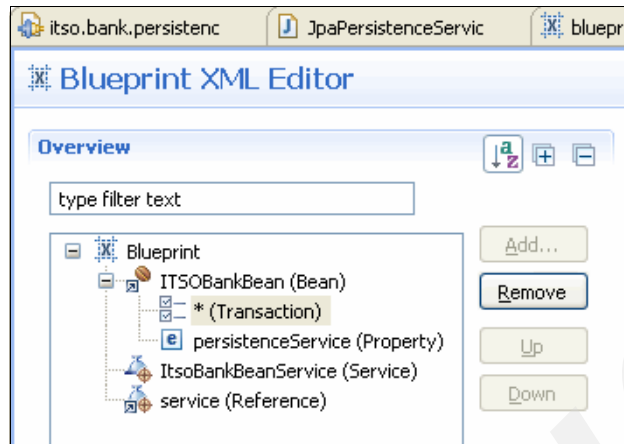 itso.bank.persistenc JpaPersistenceServic bluepr
Blueprint XML Editor
Overview
type filter text
Blueprint
Add...
ITSOBankBean (Bean)
Remove
* (Transaction)
persistenceService (Property)
Up
ItsoBankBeanService (Service)
service (Reference)
Down